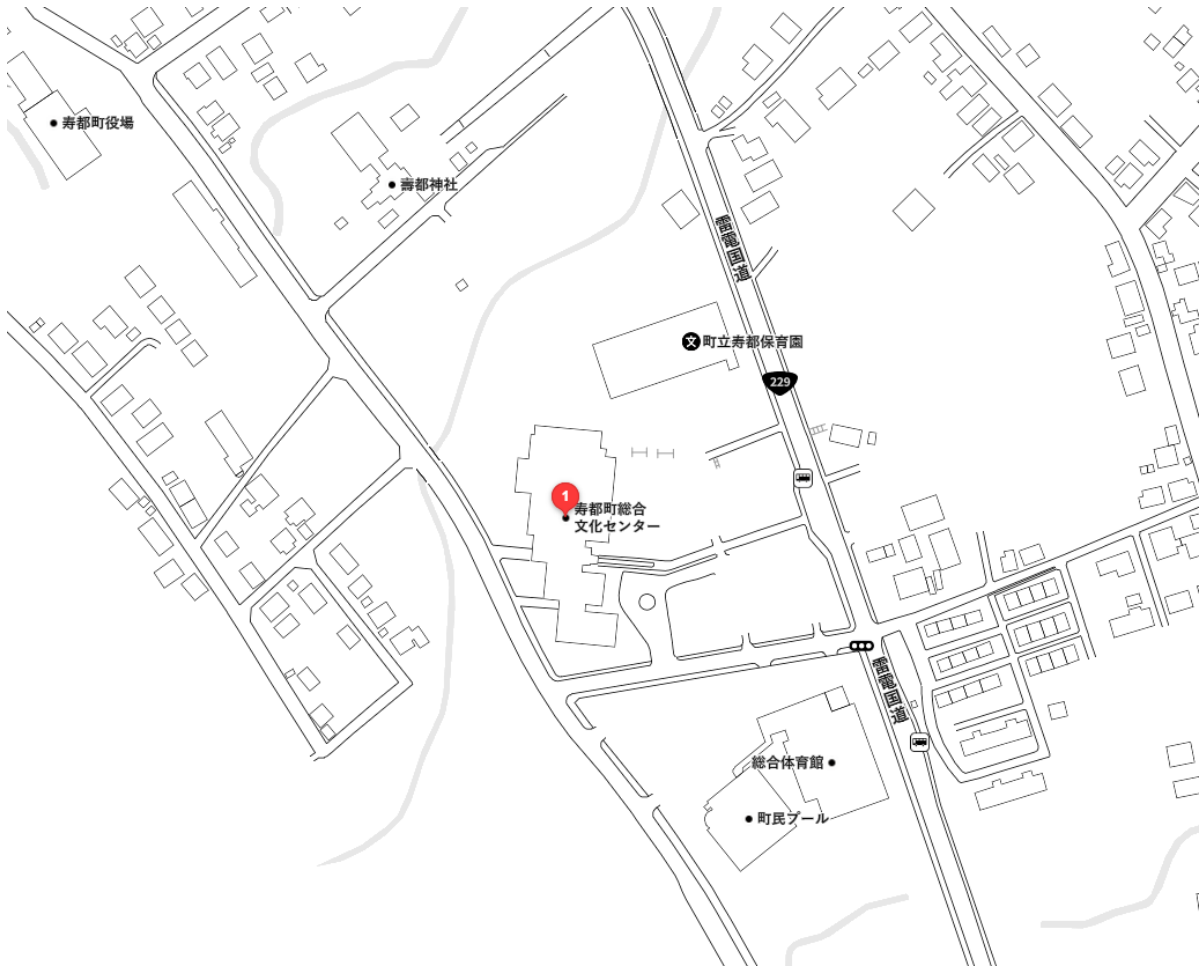 寿都町役場
壽都神社
雷電国道
文
町立寿都保育園
229
1
寿都町総合
文化センター
雷電国道
総合体育館
町民プール